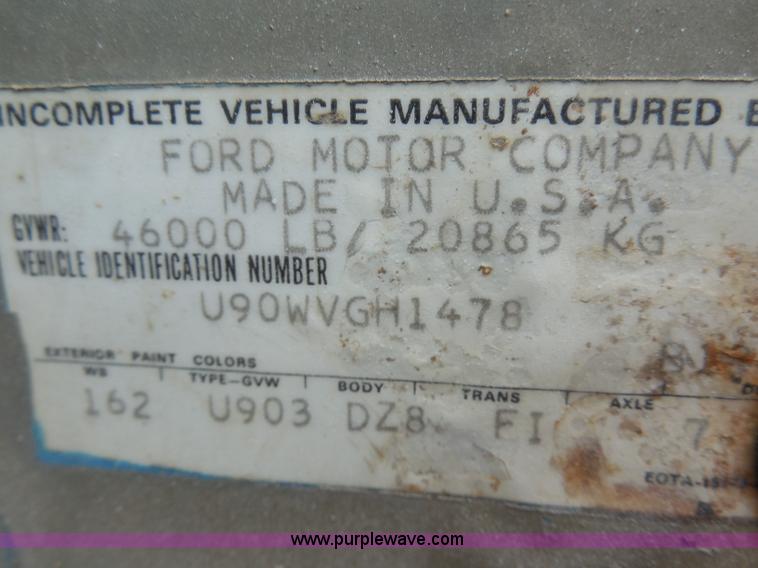 INCOMPLETE VEHICLE MANUFACTURED
FORD MOTOR COMPANY
MADE IN U.S.A.
GVWR: 46000 LB/ 20865 KG
VEHICLE IDENTIFICATION NUMBER
U90WVGH1478
EXTERIOR PAINT COLORS
WB TYPE-GVW BODY TRANS AXLE
162 U903 DZ8 FI 7
www.purplewave.com